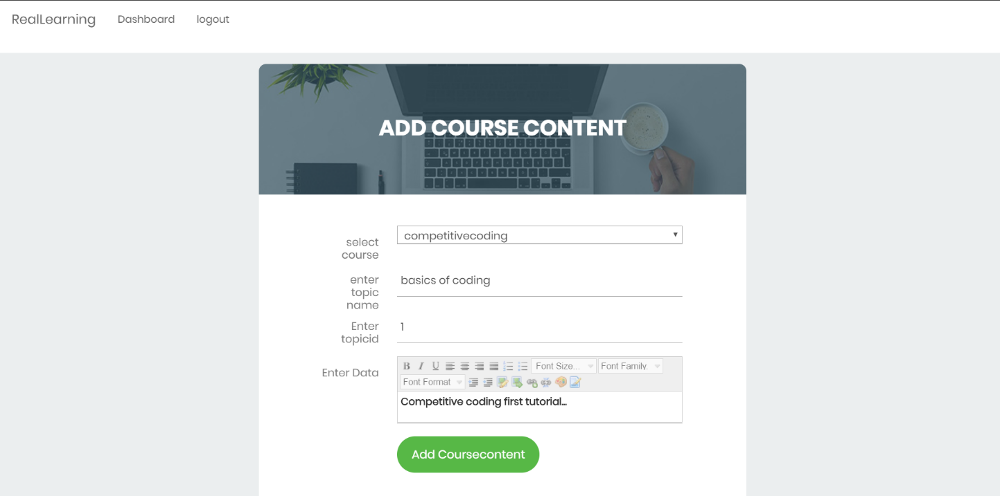 RealLearning Dashboard logout
ADD COURSE CONTENT
select
course
competitivecoding
enter
topic
name
basics of coding
Enter
topicid
1
Enter Data
B I U Font Size... Font Family.
Font Format
Competitive coding first tutorial...
Add Coursecontent